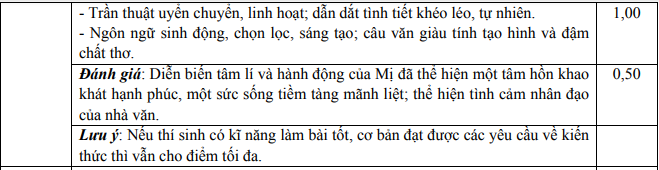 - Trần thuật uyển chuyển, linh hoạt; dẫn dắt tình tiết khéo léo, tự nhiên.
1,00
- Ngôn ngữ sinh động, chọn lọc, sáng tạo; câu văn giàu tính tạo hình và đậm
chất thơ.
Đánh giá: Diễn biến tâm lí và hành động của Mị đã thể hiện một tâm hồn khao
0,50
khát hạnh phúc, một sức sống tiềm tàng mãnh liệt; thể hiện tình cảm nhân đạo
của nhà văn.
Lưu ý: Nếu thí sinh có kĩ năng làm bài tốt, cơ bản đạt được các yêu cầu về kiến
thức thì vẫn cho điểm tối đa.